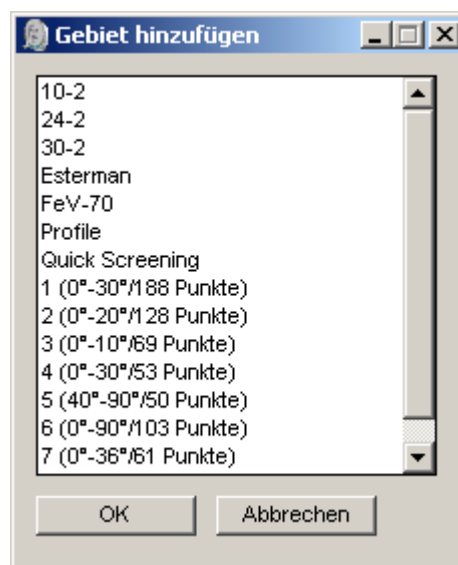 Gebiet hinzufügen
10-2
24-2
30-2
Esterman
FeV-70
Profile
Quick Screening
1 (0°-30°/188 Punkte)
2 (0°-20°/128 Punkte)
3 (0°-10°/69 Punkte)
4 (0°-30°/53 Punkte)
5 (40°-90°/50 Punkte)
6 (0°-90°/103 Punkte)
7 (0°-36°/61 Punkte)
OK Abbrechen